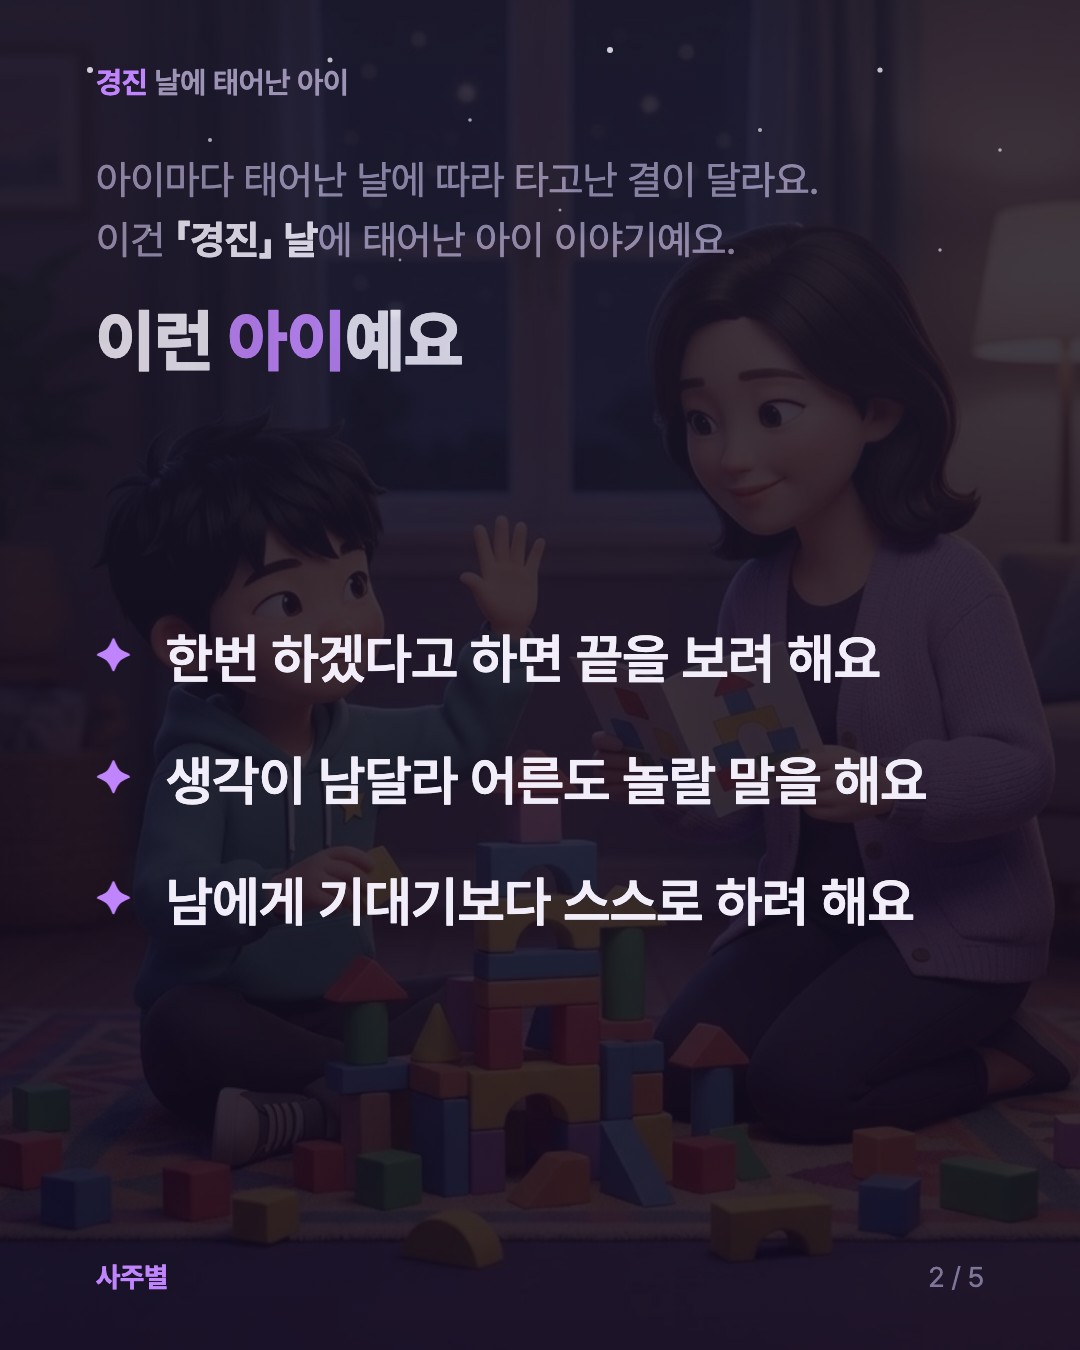 경진 날에 태어난 아이
아이마다 태어난 날에 따라 타고난 결이 달라요.
이건 「경진」 날에 태어난 아이 이야기예요.
이런 아이예요
한번 하겠다고 하면 끝을 보려 해요
생각이 남달라 어른도 놀랄 말을 해요
남에게 기대기보다 스스로 하려 해요
사주별
2 / 5